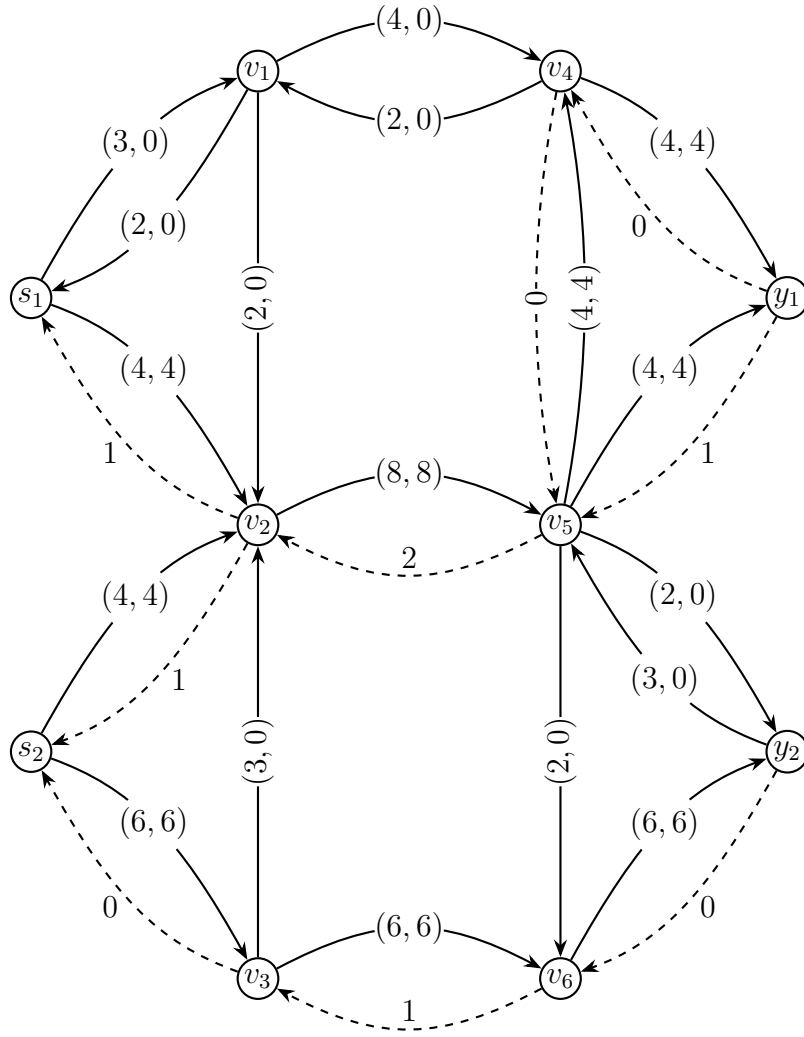 (4, 0)
v₁
v₄
(2, 0)
(3, 0)
(4, 4)
(2, 0)
0
s₁
(2, 0)
0
(4, 4)
y₁
(4, 4)
(4, 4)
1
1
(8, 8)
v₂
v₅
2
(4, 4)
(2, 0)
1
(3, 0)
s₂
(3, 0)
(2, 0)
y₂
(6, 6)
(6, 6)
0
0
(6, 6)
v₃
v₆
1